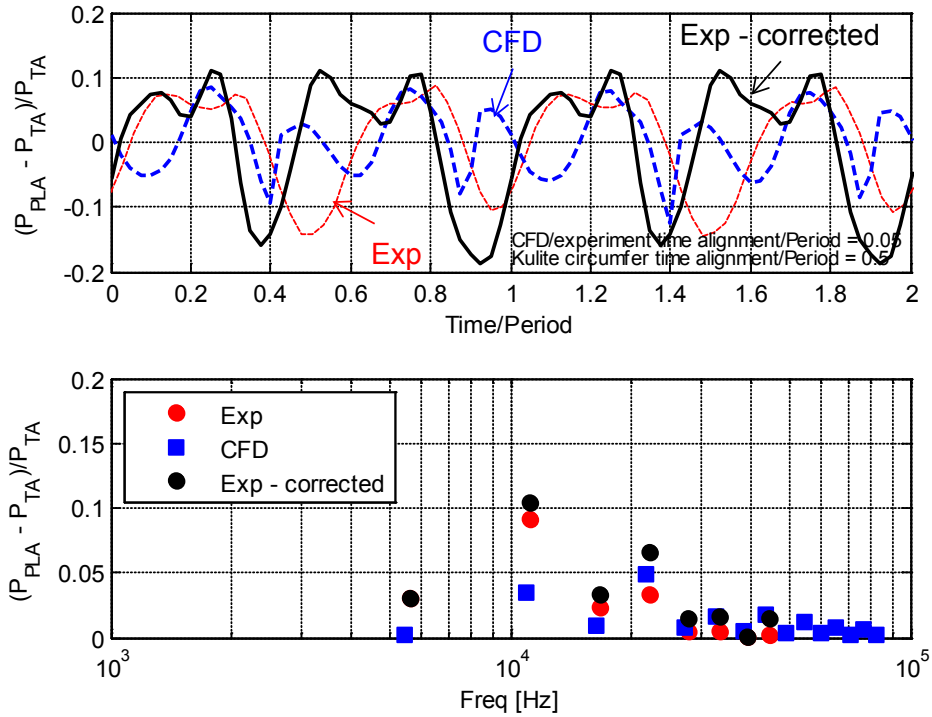 0.2
0.1
0
-0.1
-0.2
(P_PLA - P_TA)/P_TA
CFD
Exp - corrected
Exp
CFD/experiment time alignment/Period = 0.05
Kulite circumfer time alignment/Period = 0.5
0 0.2 0.4 0.6 0.8 1 1.2 1.4 1.6 1.8 2
Time/Period
0.2
0.15
0.1
0.05
0
(P_PLA - P_TA)/P_TA
Exp
CFD
Exp - corrected
10^3 10^4 10^5
Freq [Hz]